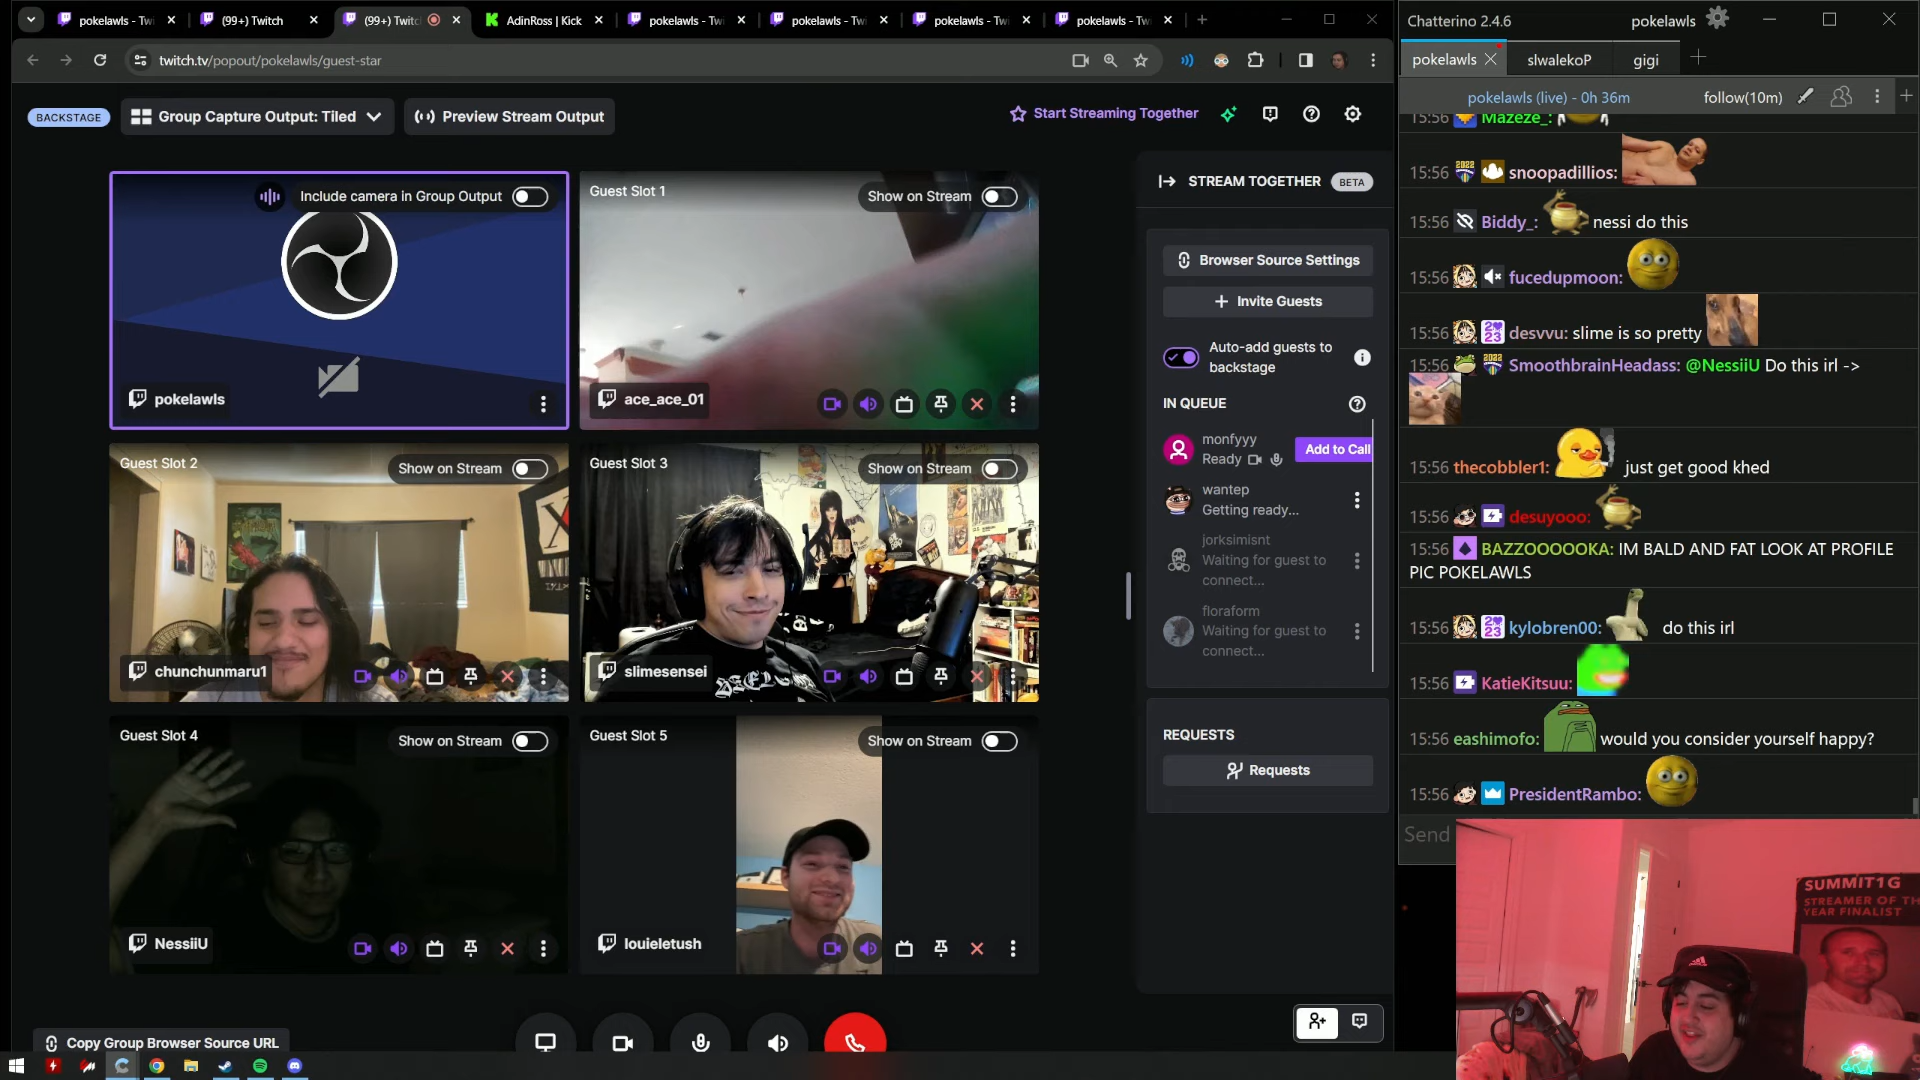 pokelawls - Tw
(99+) Twitch
(99+) Twitc
AdinRoss | Kick
pokelawls - Tw
pokelawls - Tw
pokelawls - Tw
pokelawls - Tw
twitch.tv/popout/pokelawls/guest-star
BACKSTAGE
Group Capture Output: Tiled
Preview Stream Output
Start Streaming Together
Include camera in Group Output
pokelawls
Guest Slot 1
Show on Stream
ace_ace_01
Guest Slot 2
Show on Stream
chunchunmaru1
Guest Slot 3
Show on Stream
slimesensei
Guest Slot 4
Show on Stream
NessiiU
Guest Slot 5
Show on Stream
louieletush
Copy Group Browser Source URL
STREAM TOGETHER BETA
Browser Source Settings
Invite Guests
Auto-add guests to
backstage
IN QUEUE
monfyyy
Ready
Add to Call
wantep
Getting ready...
jorksimisnt
Waiting for guest to
connect...
floraform
Waiting for guest to
connect...
REQUESTS
Requests
Chatterino 2.4.6
pokelawls
pokelawls
slwalekoP
gigi
pokelawls (live) - 0h 36m
follow(10m)
15:56 Mazeze_:
15:56 snoopadillios:
15:56 Biddy_: nessi do this
15:56 fucedupmoon:
15:56 desvvu: slime is so pretty
15:56 SmoothbrainHeadass: @NessiiU Do this irl ->
15:56 thecobbler1: just get good khed
15:56 desuyooo:
15:56 BAZZOOOOOKA: IM BALD AND FAT LOOK AT PROFILE
PIC POKELAWLS
15:56 kylobren00: do this irl
15:56 KatieKitsuu:
15:56 eashimofo: would you consider yourself happy?
15:56 PresidentRambo:
Send
SUMMIT1G
STREAMER OF TH
YEAR FINALIST